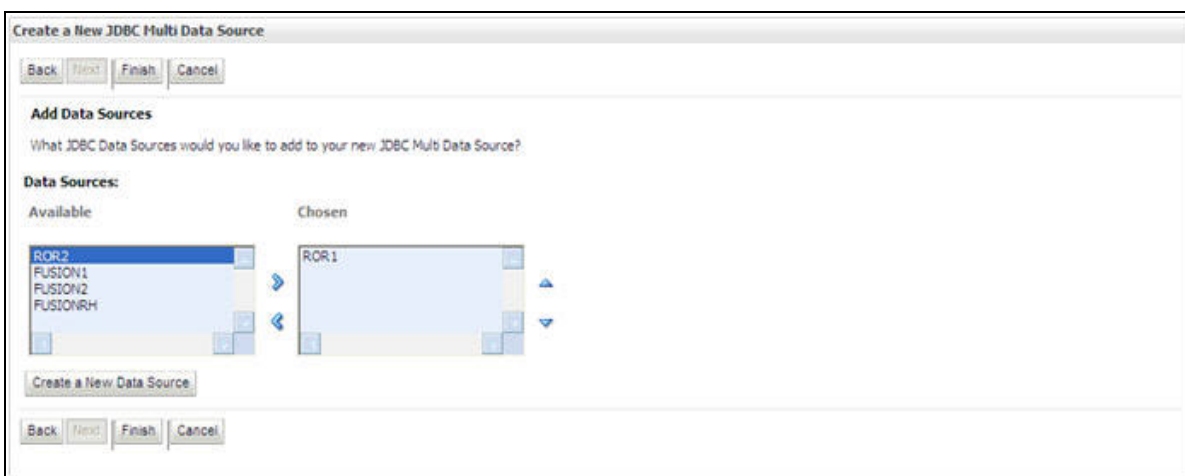 Create a New JDBC Multi Data Source
Back Next Finish Cancel
Add Data Sources
What JDBC Data Sources would you like to add to your new JDBC Multi Data Source?
Data Sources:
Available Chosen
ROR2 ROR1
FUSION1
FUSION2
FUSIONRH
Create a New Data Source
Back Next Finish Cancel